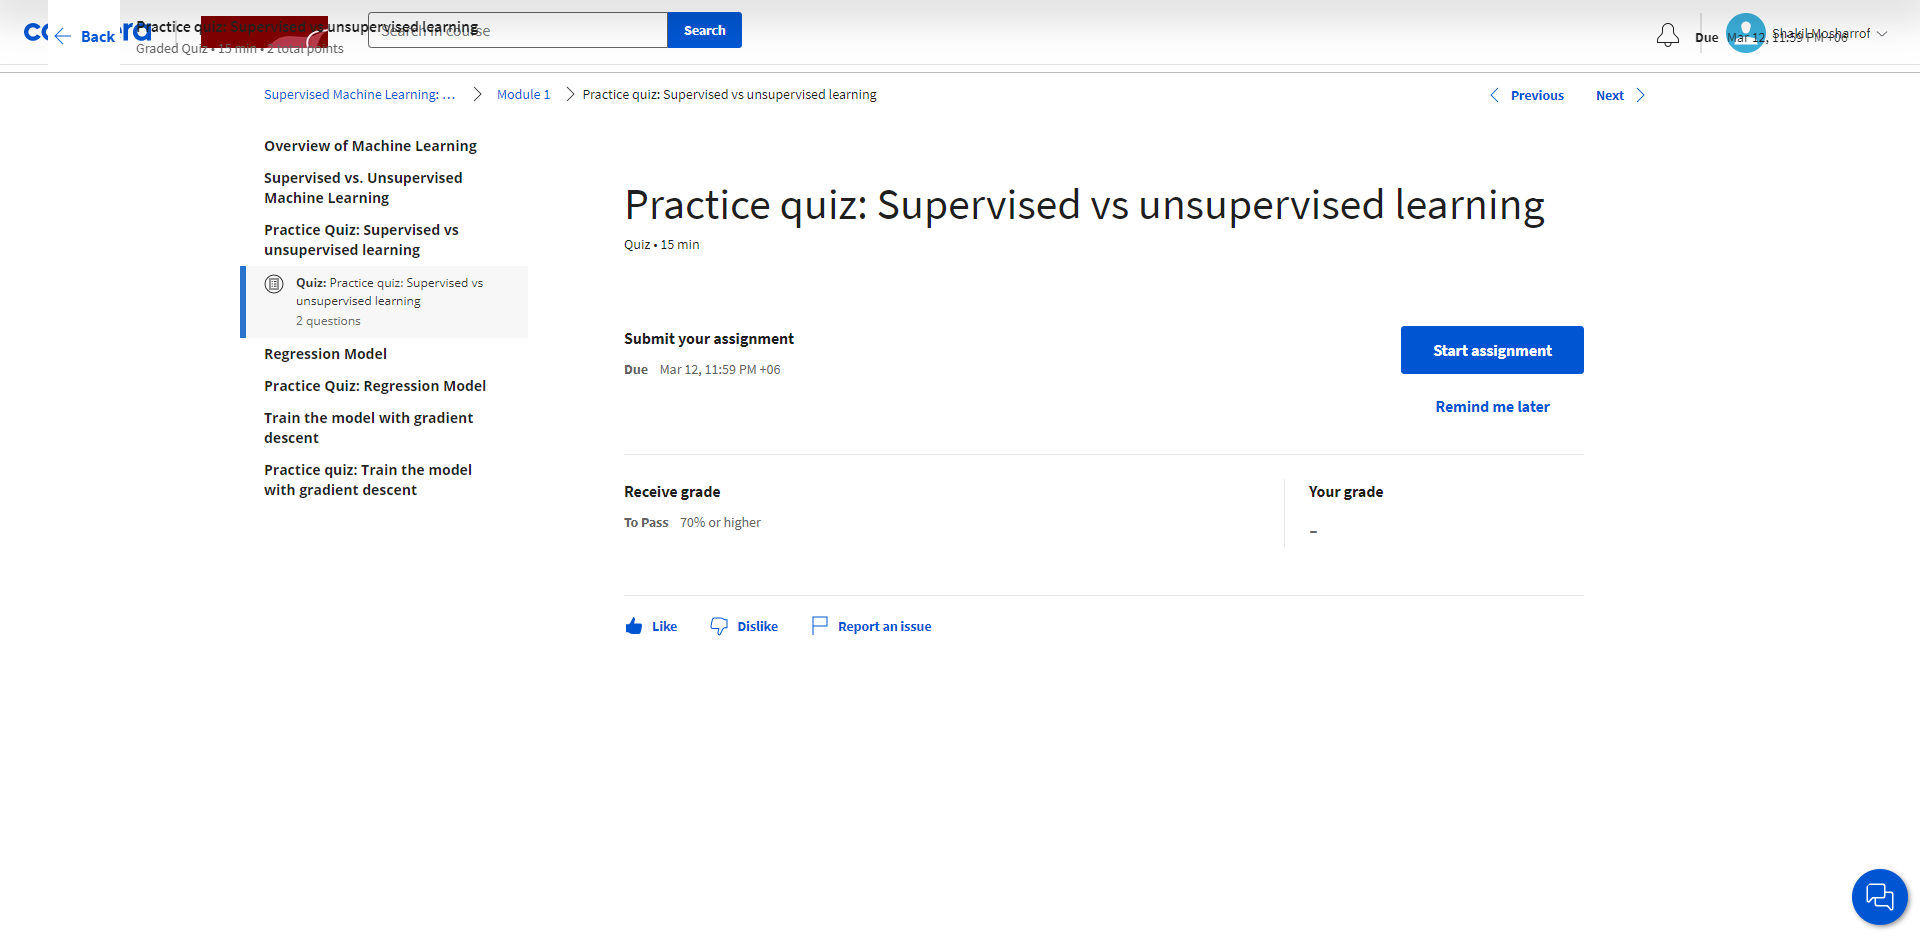 Back
Practice quiz: Supervised vs unsupervised learning
Graded Quiz • 15 min • 2 total points
Search in course
Search
Due Mar 12, 11:59 PM +06
Shakil Mosharrof
Supervised Machine Learning: ...
Module 1
Practice quiz: Supervised vs unsupervised learning
Previous
Next
Overview of Machine Learning
Supervised vs. Unsupervised
Machine Learning
Practice Quiz: Supervised vs
unsupervised learning
Quiz: Practice quiz: Supervised vs
unsupervised learning
2 questions
Regression Model
Practice Quiz: Regression Model
Train the model with gradient
descent
Practice quiz: Train the model
with gradient descent
Practice quiz: Supervised vs unsupervised learning
Quiz • 15 min
Submit your assignment
Due Mar 12, 11:59 PM +06
Start assignment
Remind me later
Receive grade
To Pass 70% or higher
Your grade
–
Like
Dislike
Report an issue